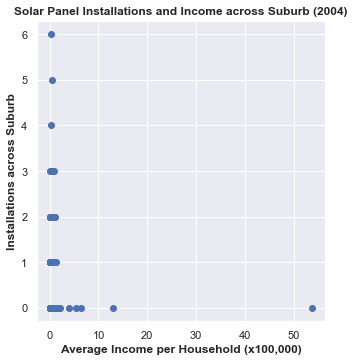 Solar Panel Installations and Income across Suburb (2004)
Installations across Suburb
6
5
4
3
2
1
0
0 10 20 30 40 50
Average Income per Household (x100,000)